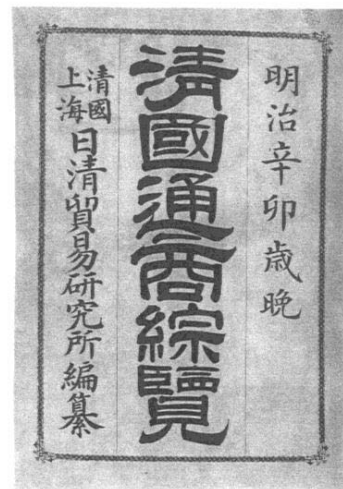 明治辛卯歳晚
清國通商綜覽
清國
上海
日清貿易研究所編纂